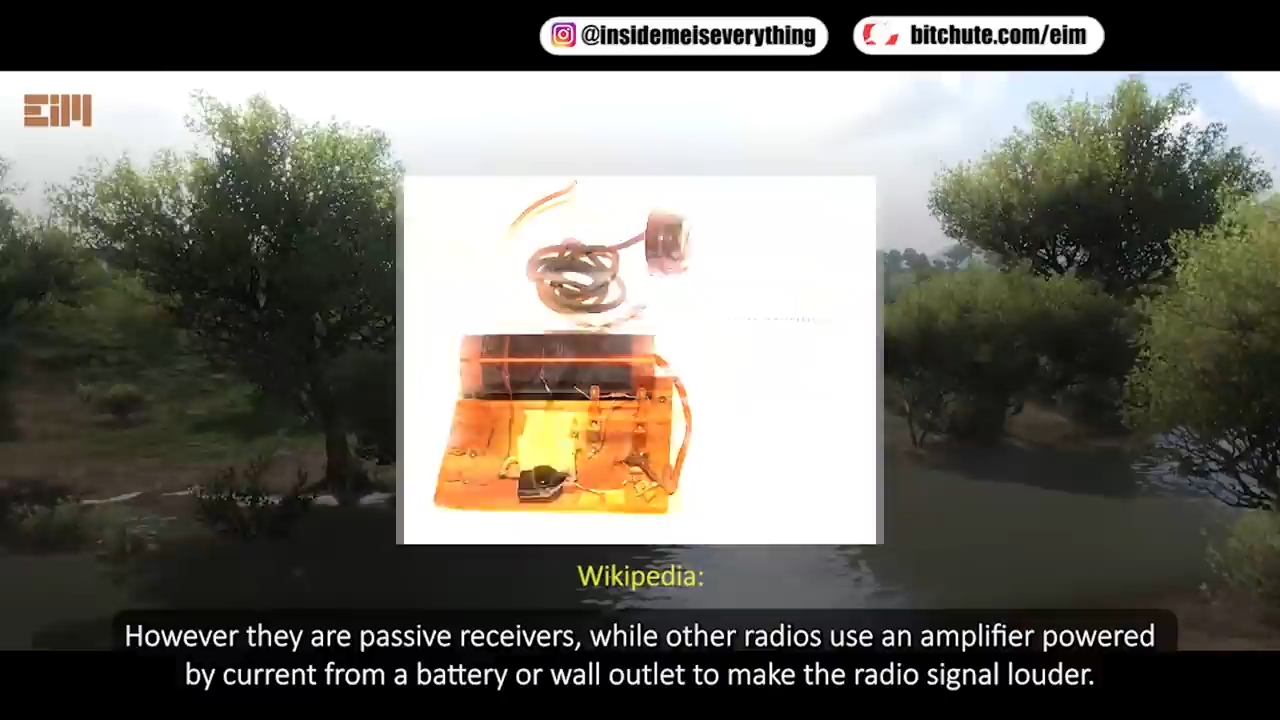 @insidemeiseverything
bitchute.com/eim
EiM
Wikipedia:
However they are passive receivers, while other radios use an amplifier powered
by current from a battery or wall outlet to make the radio signal louder.